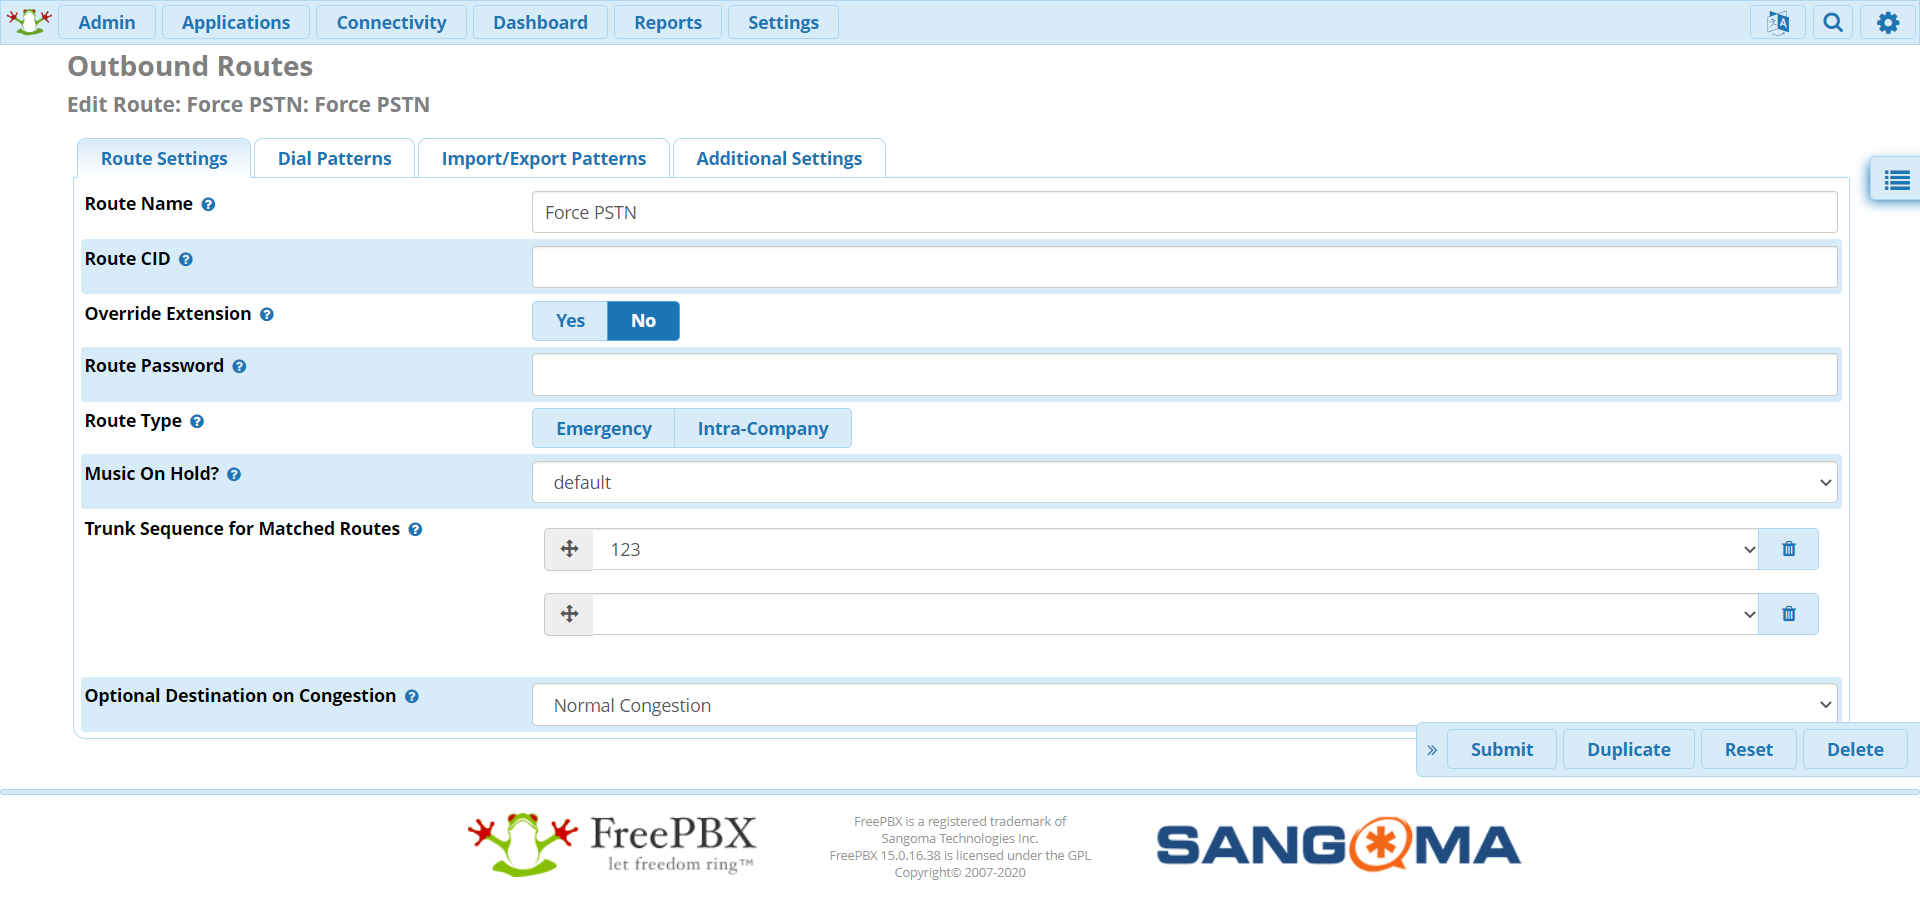 Admin Applications Connectivity Dashboard Reports Settings
Outbound Routes
Edit Route: Force PSTN: Force PSTN
Route Settings Dial Patterns Import/Export Patterns Additional Settings
Route Name Force PSTN
Route CID
Override Extension Yes No
Route Password
Route Type Emergency Intra-Company
Music On Hold? default
Trunk Sequence for Matched Routes 123
Optional Destination on Congestion Normal Congestion
» Submit Duplicate Reset Delete
FreePBX
let freedom ring™
FreePBX is a registered trademark of
Sangoma Technologies Inc.
FreePBX 15.0.16.38 is licensed under the GPL
Copyright© 2007-2020
SANGOMA